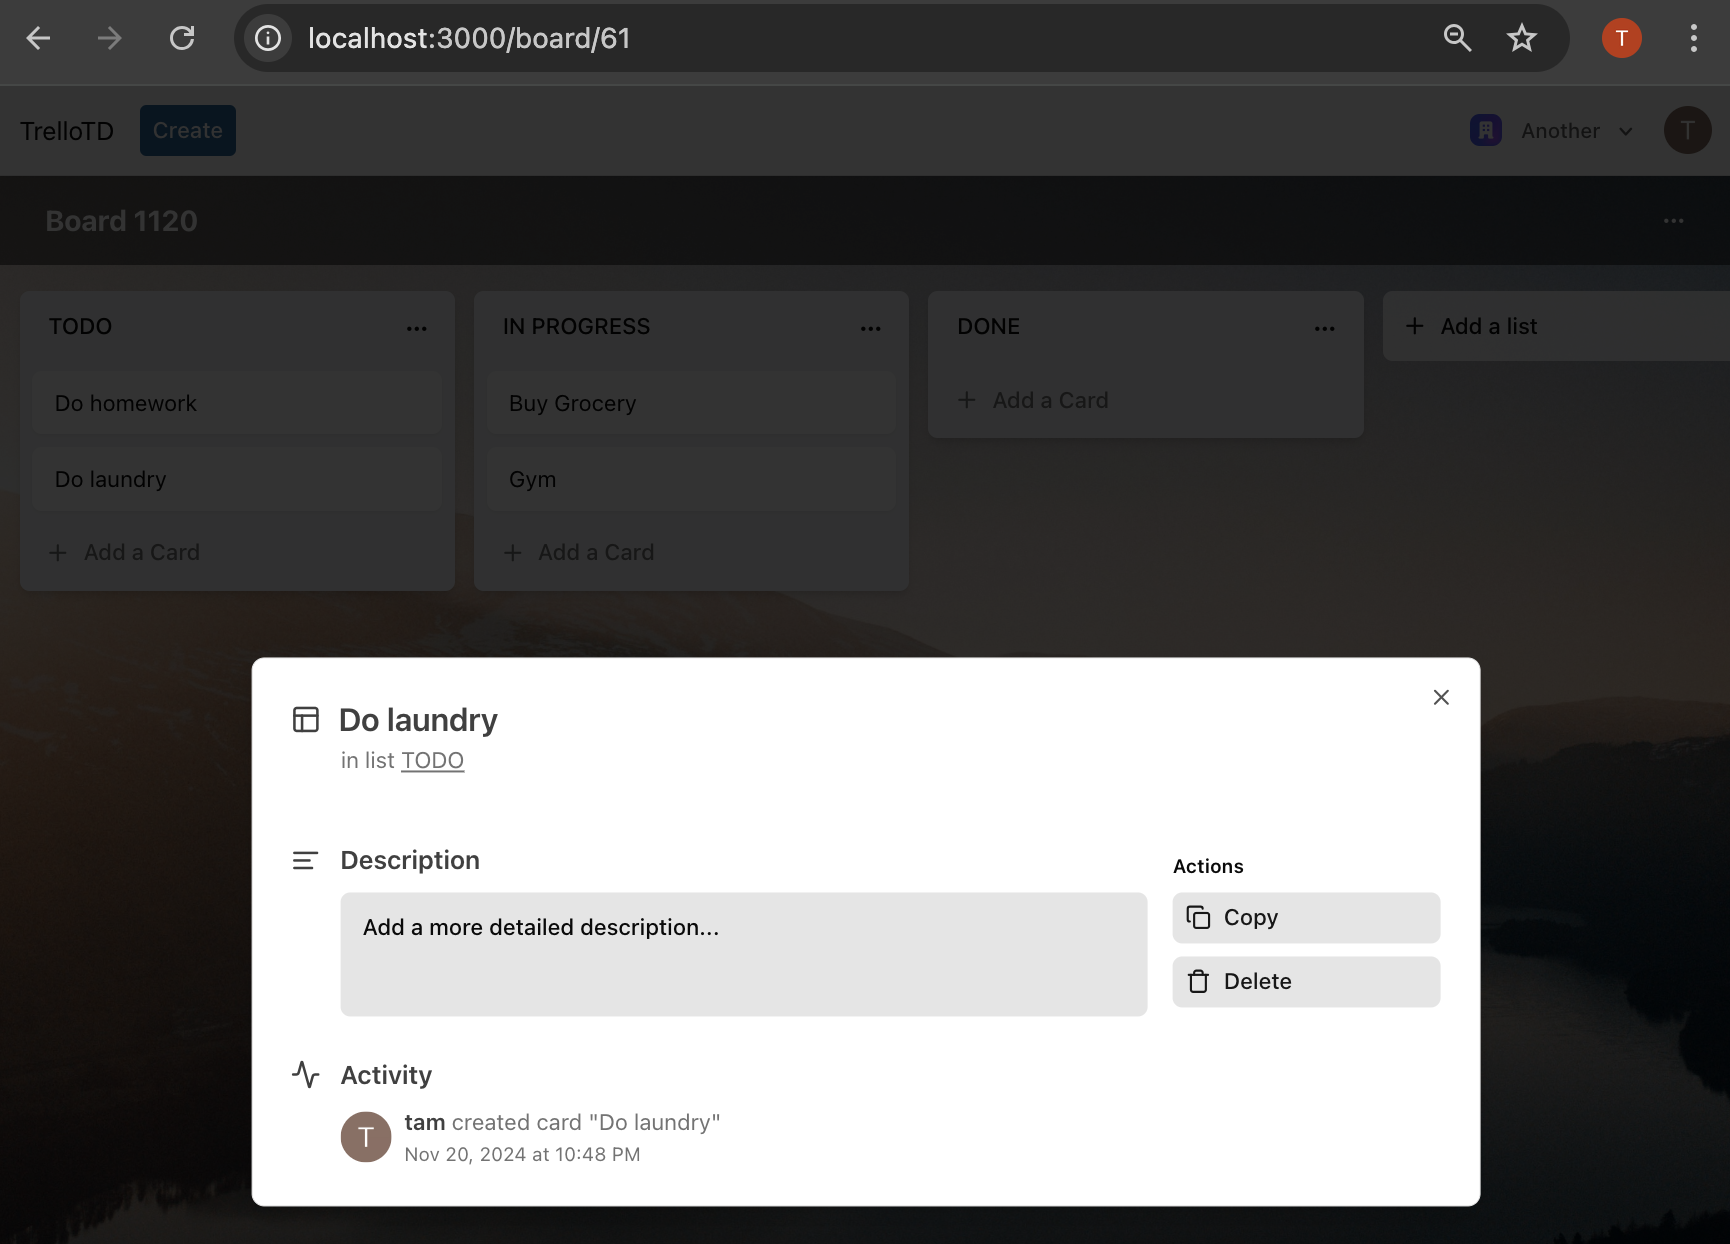 localhost:3000/board/61
T
TrelloTD
Create
Another
T
Board 1120
TODO
Do homework
Do laundry
Add a Card
IN PROGRESS
Buy Grocery
Gym
Add a Card
DONE
Add a Card
Add a list
Do laundry
in list TODO
Description
Add a more detailed description...
Actions
Copy
Delete
Activity
T
tam created card "Do laundry"
Nov 20, 2024 at 10:48 PM